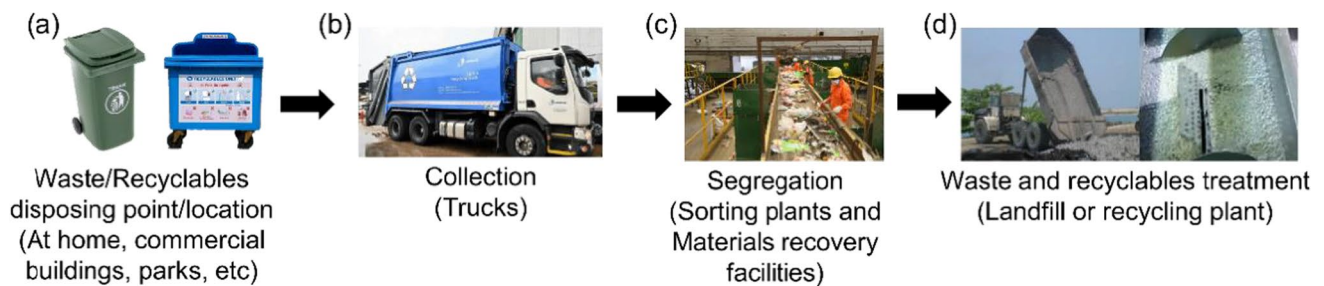 (a)
Waste/Recyclables
disposing point/location
(At home, commercial
buildings, parks, etc)
(b)
Collection
(Trucks)
(c)
Segregation
(Sorting plants and
Materials recovery
facilities)
(d)
Waste and recyclables treatment
(Landfill or recycling plant)